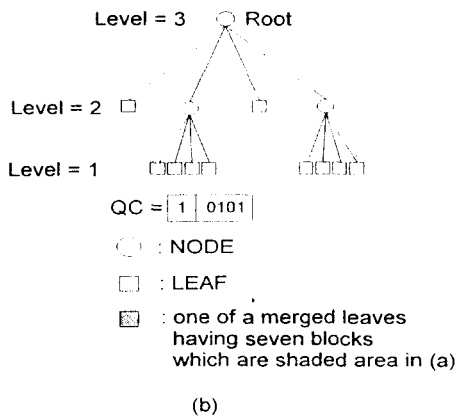 Level = 3 Root
Level = 2
Level = 1
QC = 1 0101
: NODE
: LEAF
: one of a merged leaves
having seven blocks
which are shaded area in (a)
(b)